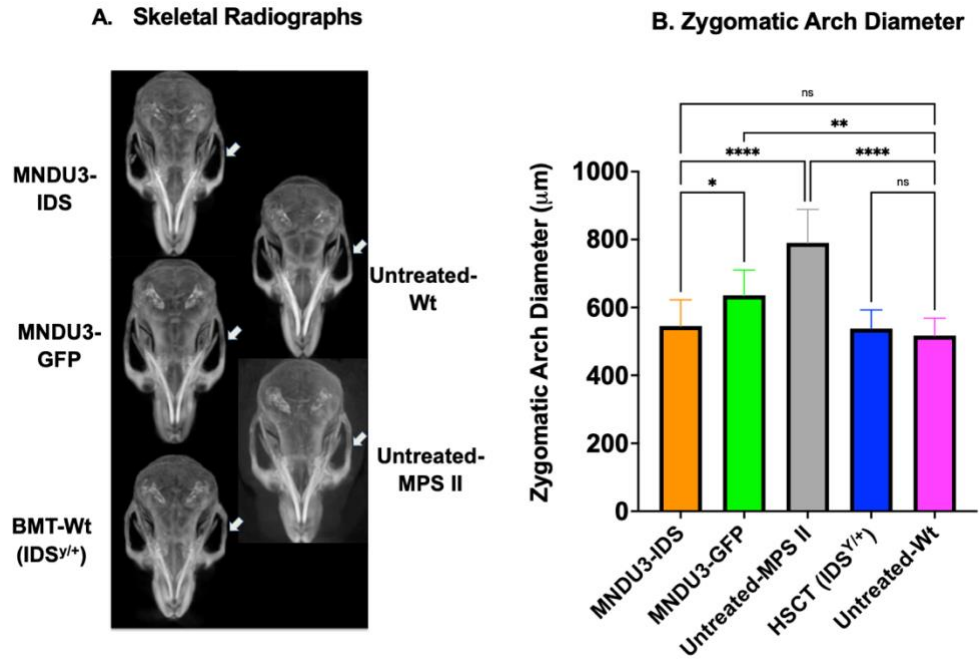 A. Skeletal Radiographs
MNDU3-
IDS
MNDU3-
GFP
BMT-Wt
(IDSʸ/⁺)
Untreated-
Wt
Untreated-
MPS II
B. Zygomatic Arch Diameter
ns
**
****
****
*
ns
Zygomatic Arch Diameter (μm)
1000
800
600
400
200
0
MNDU3-IDS
MNDU3-GFP
Untreated-MPS II
HSCT (IDSʸ/⁺)
Untreated-Wt